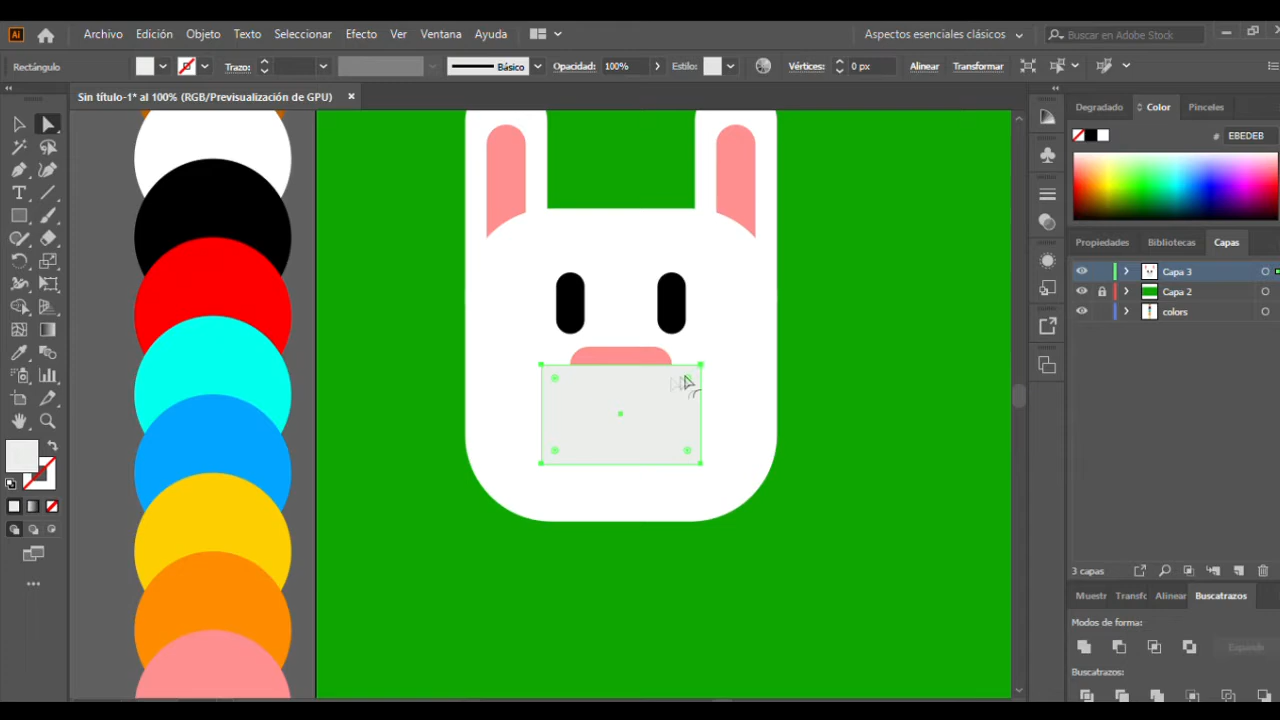 Ai
Archivo Edición Objeto Texto Seleccionar Efecto Ver Ventana Ayuda
Aspectos esenciales clásicos
Buscar en Adobe Stock
Rectángulo
Trazo:
Básico
Opacidad: 100%
Estilo:
Vértices: 0 px
Alinear
Transformar
Sin título-1* al 100% (RGB/Previsualización de GPU)
Degradado Color Pinceles
# EBEDEB
Propiedades Bibliotecas Capas
Capa 3
Capa 2
colors
3 capas
Muestr Transfc Alinear Buscatrazos
Modos de forma:
Expandir
Buscatrazos: